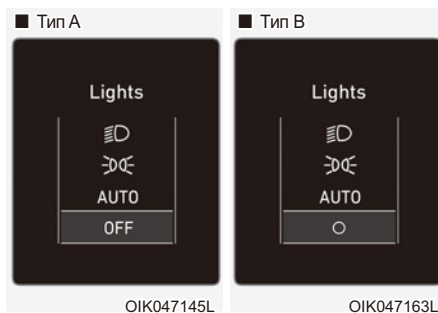 ■ Тип A
Lights
AUTO
OFF
OIK047145L
■ Тип B
Lights
AUTO
OIK047163L